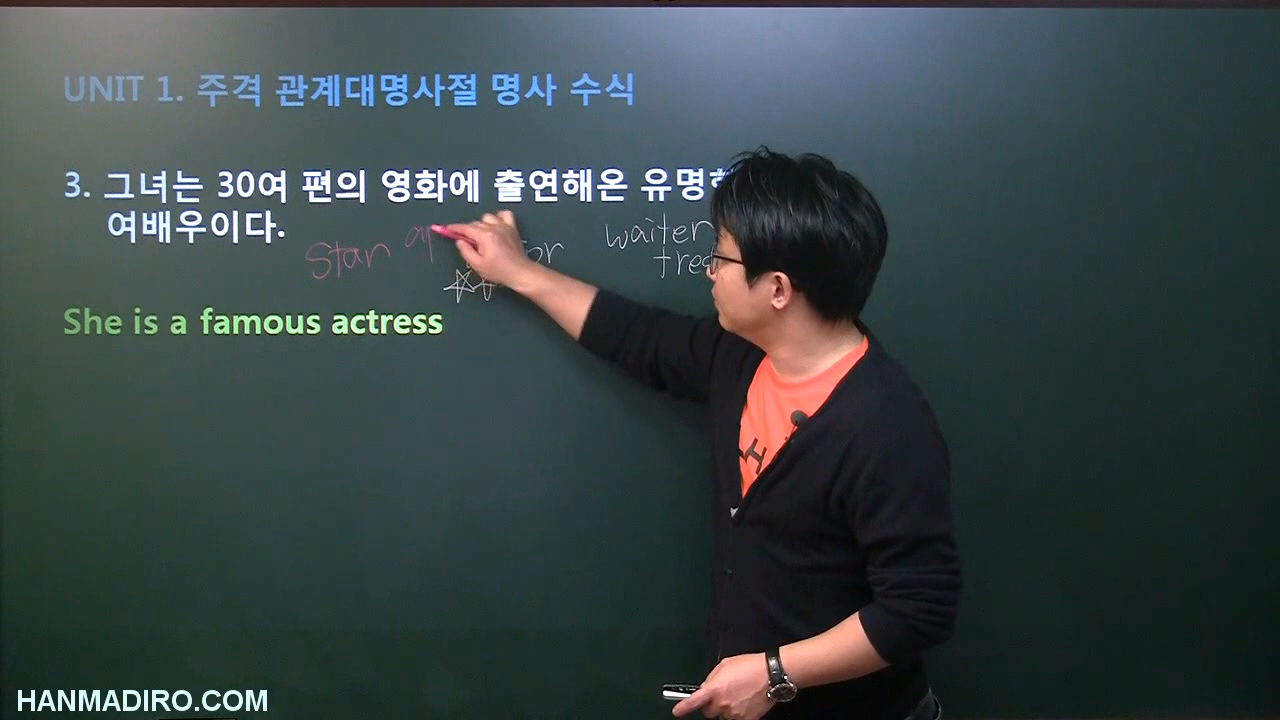 UNIT 1. 주격 관계대명사절 명사 수식
3. 그녀는 30여 편의 영화에 출연해온 유명한
여배우이다.
waiter
star
She is a famous actress
HANMADIRO.COM